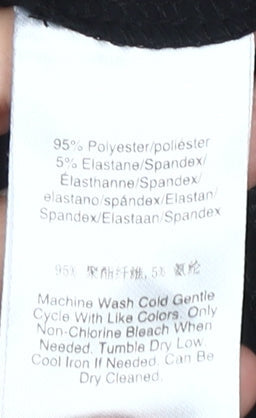 95% Polyester/poliéster
5% Elastane/Spandex/
Élasthanne/Spandex/
elastano/spandex/Elastan/
Spandex/Elastaan/Spandex
95% 聚酯纤维, 5% 氨纶
Machine Wash Cold Gentle
Cycle With Like Colors. Only
Non-Chlorine Bleach When
Needed. Tumble Dry Low.
Cool Iron If Needed. Can Be
Dry Cleaned.